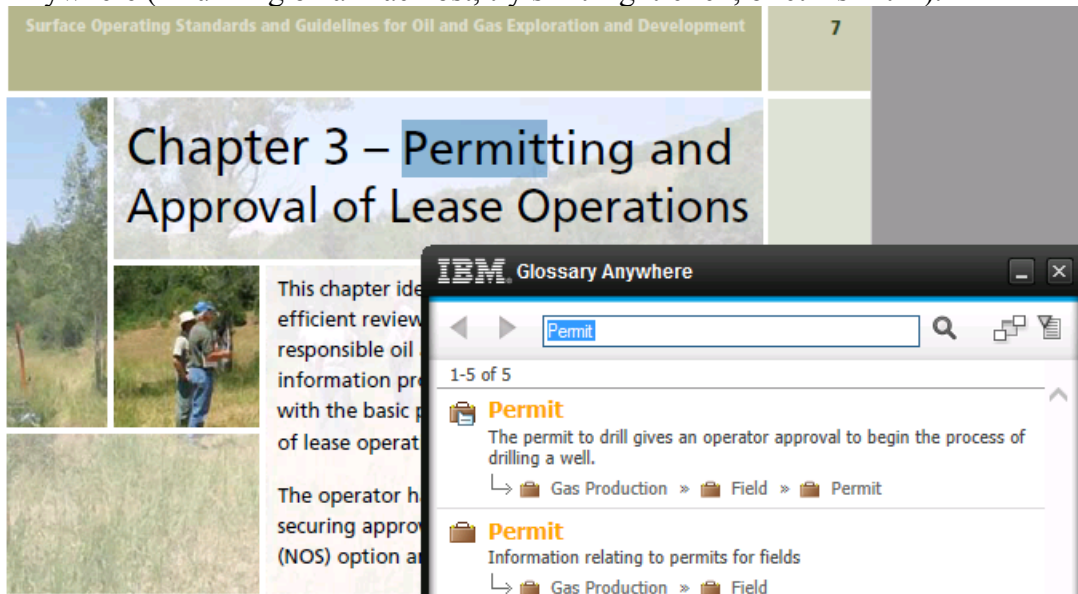 Surface Operating Standards and Guidelines for Oil and Gas Exploration and Development
7
Chapter 3 – Permitting and
Approval of Lease Operations
This chapter ide
efficient review
responsible oil
information pr
with the basic p
of lease operat
The operator h
securing approv
(NOS) option a
IBM. Glossary Anywhere
Permit
1-5 of 5
Permit
The permit to drill gives an operator approval to begin the process of
drilling a well.
Gas Production » Field » Permit
Permit
Information relating to permits for fields
Gas Production » Field